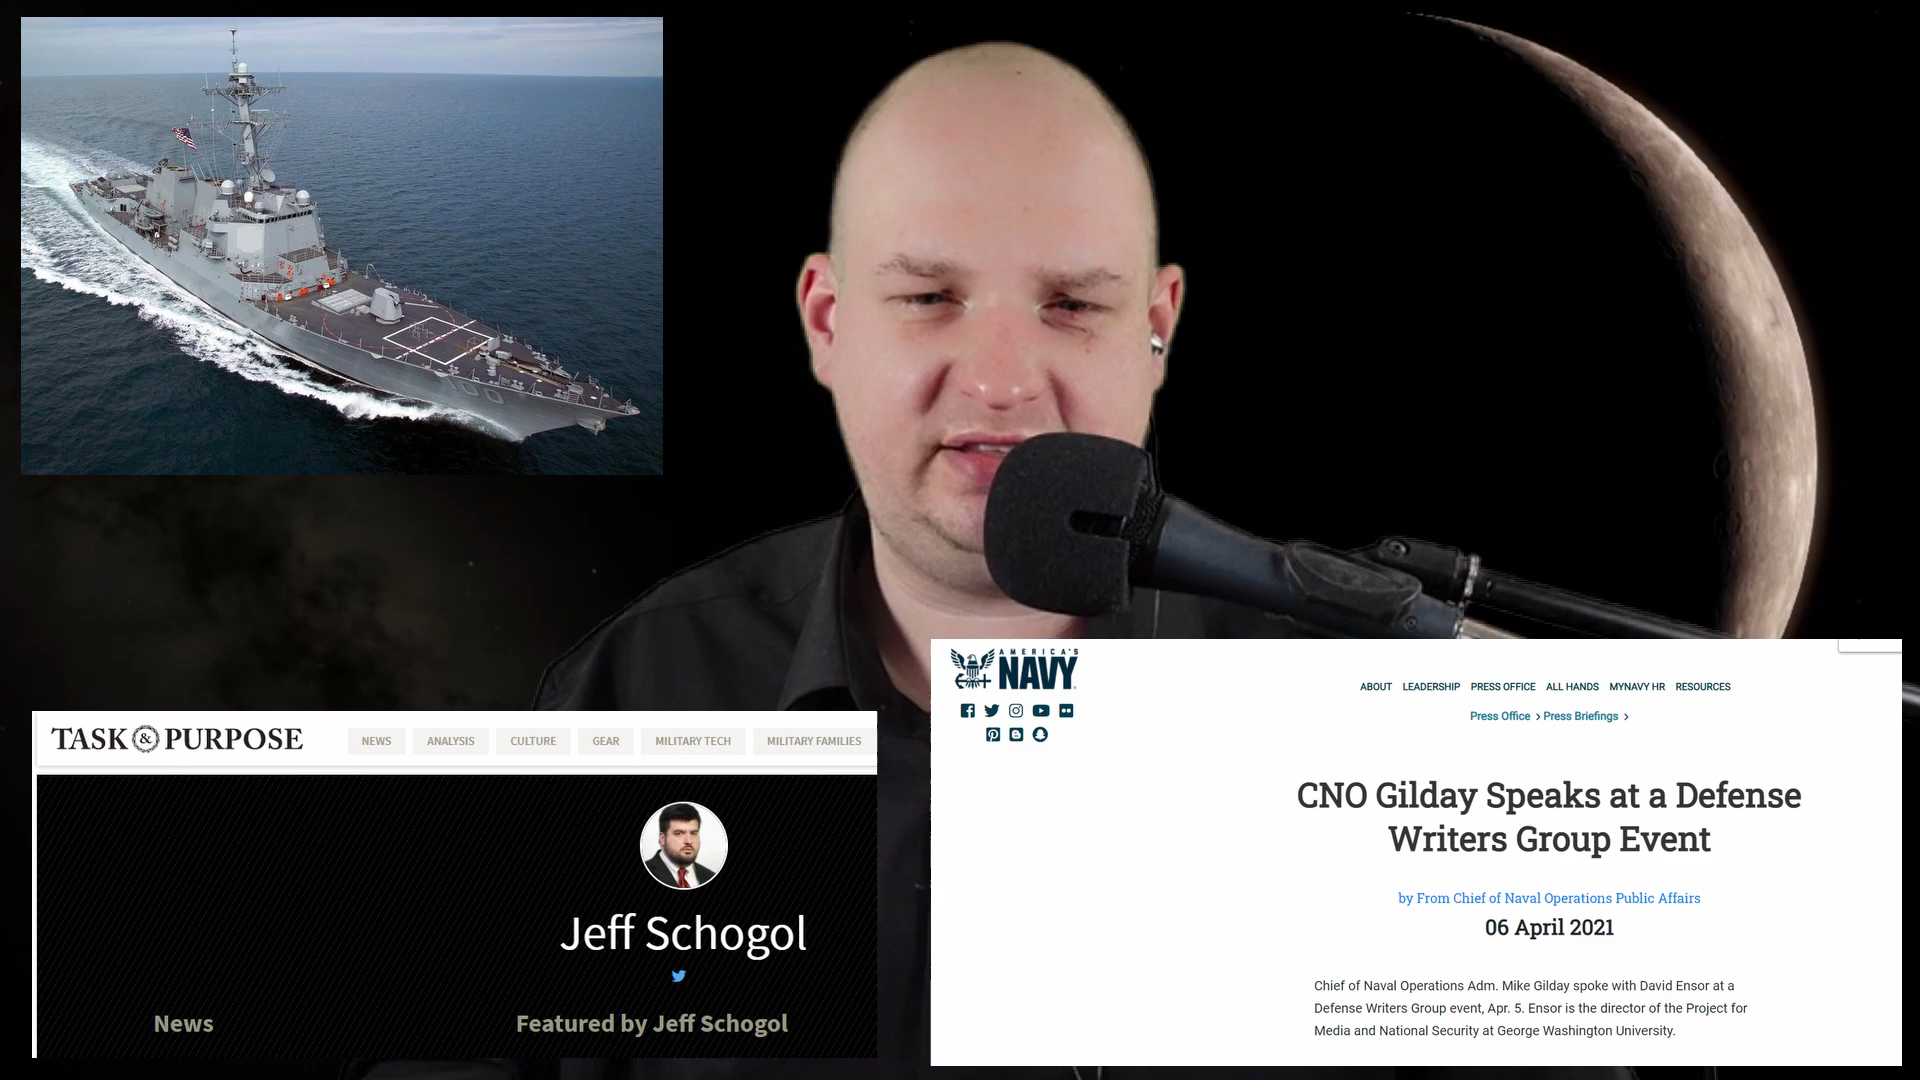 100
TASK & PURPOSE
NEWS
ANALYSIS
CULTURE
GEAR
MILITARY TECH
MILITARY FAMILIES
Jeff Schogol
News
Featured by Jeff Schogol
AMERICA'S
NAVY
ABOUT LEADERSHIP PRESS OFFICE ALL HANDS MYNAVY HR RESOURCES
Press Office > Press Briefings >
CNO Gilday Speaks at a Defense
Writers Group Event
by From Chief of Naval Operations Public Affairs
06 April 2021
Chief of Naval Operations Adm. Mike Gilday spoke with David Ensor at a
Defense Writers Group event, Apr. 5. Ensor is the director of the Project for
Media and National Security at George Washington University.